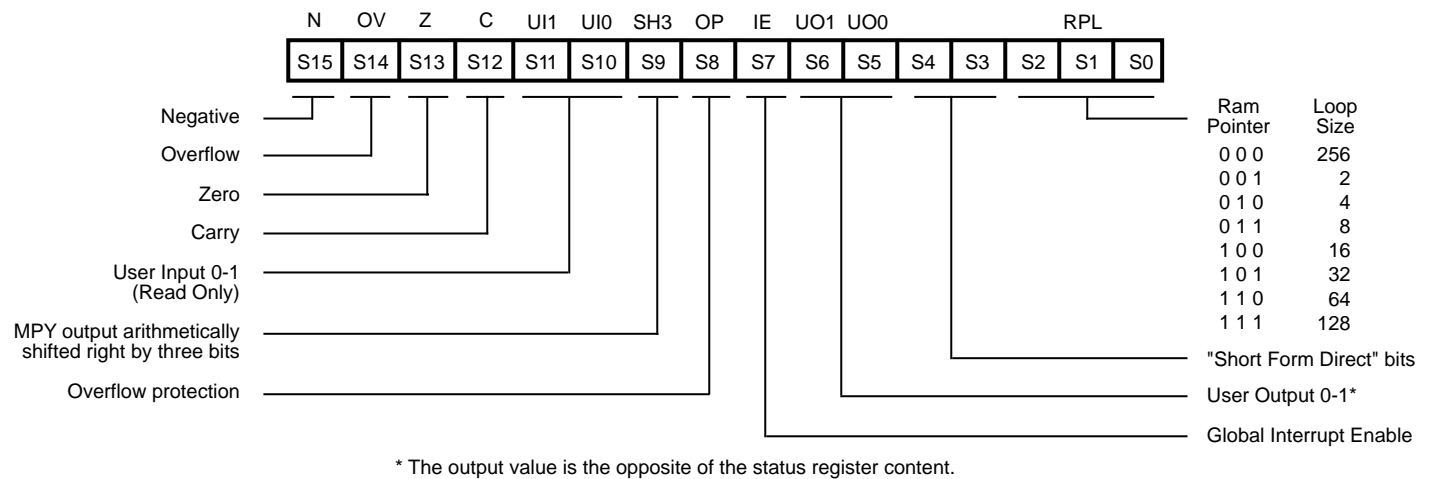 N OV Z C UI1 UI0 SH3 OP IE UO1 UO0 RPL
S15 S14 S13 S12 S11 S10 S9 S8 S7 S6 S5 S4 S3 S2 S1 S0
Negative
Overflow
Zero
Carry
User Input 0-1
(Read Only)
MPY output arithmetically
shifted right by three bits
Overflow protection
Ram Loop
Pointer Size
0 0 0 256
0 0 1 2
0 1 0 4
0 1 1 8
1 0 0 16
1 0 1 32
1 1 0 64
1 1 1 128
"Short Form Direct" bits
User Output 0-1*
Global Interrupt Enable
* The output value is the opposite of the status register content.